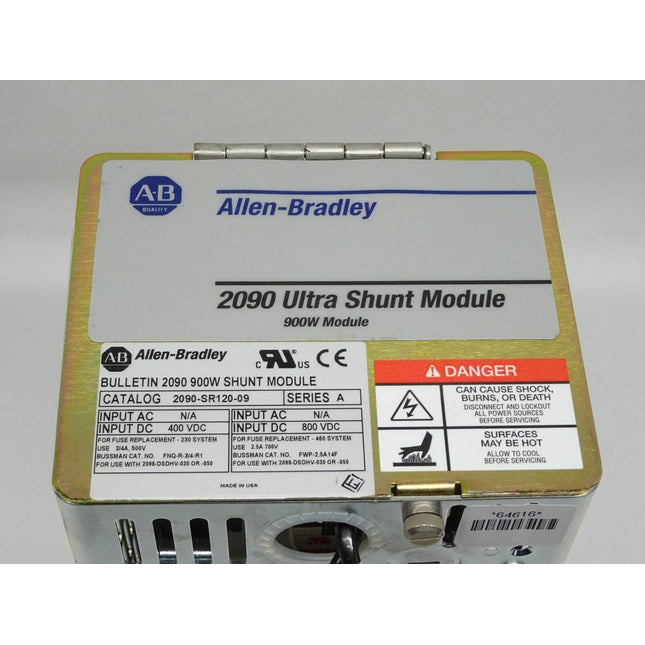 A-B
QUALITY
Allen-Bradley
2090 Ultra Shunt Module
900W Module
AB Allen-Bradley
c RU us CE
BULLETIN 2090 900W SHUNT MODULE
CATALOG 2090-SR120-09 SERIES A
INPUT AC N/A
INPUT DC 400 VDC
FOR FUSE REPLACEMENT - 230 SYSTEM
USE 3/4A, 500V
BUSSMAN CAT. NO. FNQ-R-3/4-R1
FOR USE WITH 2098-DSDHV-030 OR -050
INPUT AC N/A
INPUT DC 800 VDC
FOR FUSE REPLACEMENT - 460 SYSTEM
USE 2.5A 700V
BUSSMAN CAT. NO. FWP-2.5A14F
FOR USE WITH 2098-DSDHV-030 OR -050
MADE IN USA
DANGER
CAN CAUSE SHOCK,
BURNS, OR DEATH
DISCONNECT AND LOCKOUT
ALL POWER SOURCES
BEFORE SERVICING
SURFACES
MAY BE HOT
ALLOW TO COOL
BEFORE SERVICING
*64616*